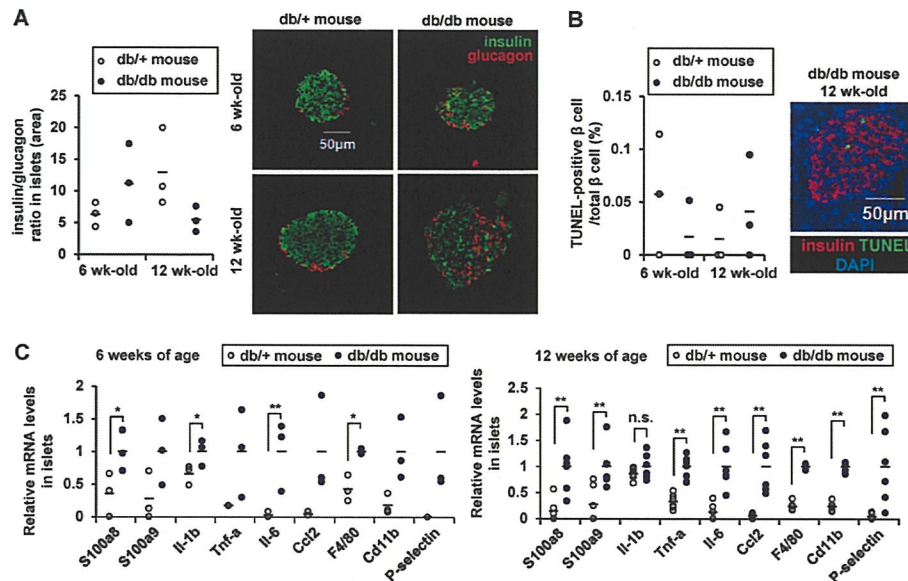 A
db/+ mouse
db/db mouse
insulin/glucagon
ratio in islets (area)
25
20
15
10
5
0
6 wk-old 12 wk-old
db/+ mouse db/db mouse
insulin
glucagon
6 wk-old
50μm
12 wk-old
B
db/+ mouse
db/db mouse
TUNEL-positive β cell
/total β cell (%)
0.15
0.1
0.05
0
6 wk-old 12 wk-old
db/db mouse
12 wk-old
50μm
insulin TUNEL
DAPI
C
6 weeks of age
db/+ mouse db/db mouse
Relative mRNA levels
in islets
2
1.5
1
0.5
0
* * ** *
S100a8 S100a9 Il-1b Tnf-a Il-6 Ccl2 F4/80 Cd11b P-selectin
12 weeks of age
db/+ mouse db/db mouse
Relative mRNA levels
in islets
2.5
2
1.5
1
0.5
0
** ** n.s. ** ** ** ** ** **
S100a8 S100a9 Il-1b Tnf-a Il-6 Ccl2 F4/80 Cd11b P-selectin